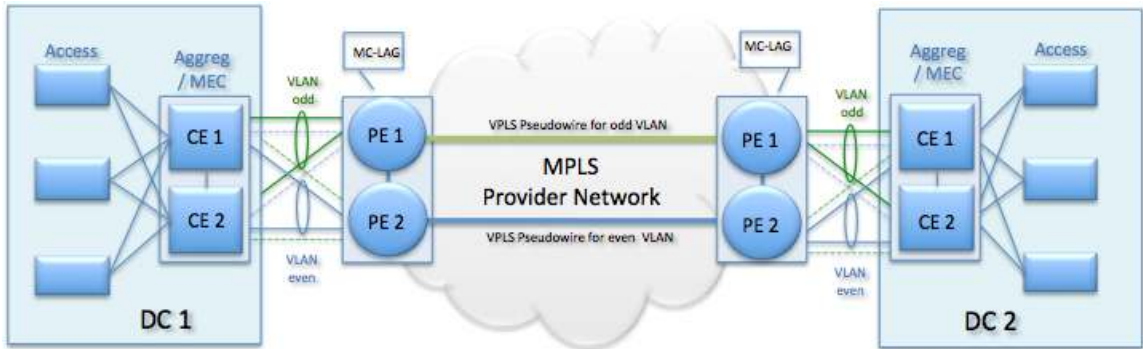 Access
Aggreg
/ MEC
CE 1
CE 2
DC 1
VLAN
odd
VLAN
even
MC-LAG
PE 1
PE 2
VPLS Pseudowire for odd VLAN
MPLS
Provider Network
VPLS Pseudowire for even VLAN
MC-LAG
PE 1
PE 2
VLAN
odd
VLAN
even
Aggreg
/ MEC
CE 1
CE 2
Access
DC 2